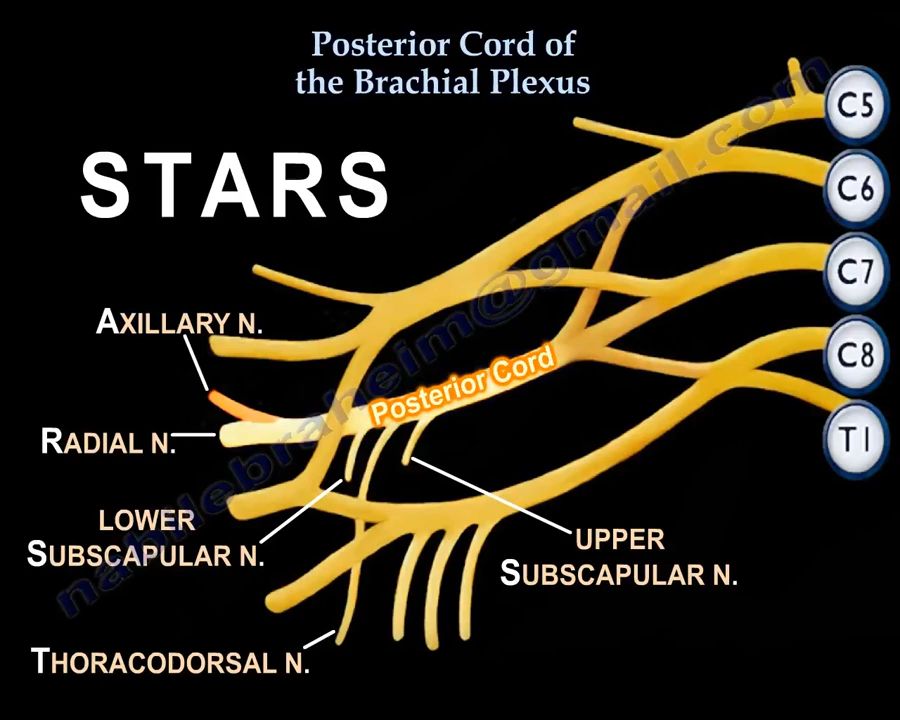 Posterior Cord of
the Brachial Plexus
STARS
C5
C6
C7
C8
T1
AXILLARY N.
Posterior Cord
RADIAL N.
LOWER
SUBSCAPULAR N.
UPPER
SUBSCAPULAR N.
THORACODORSAL N.
nabilebraheim@gmail.com